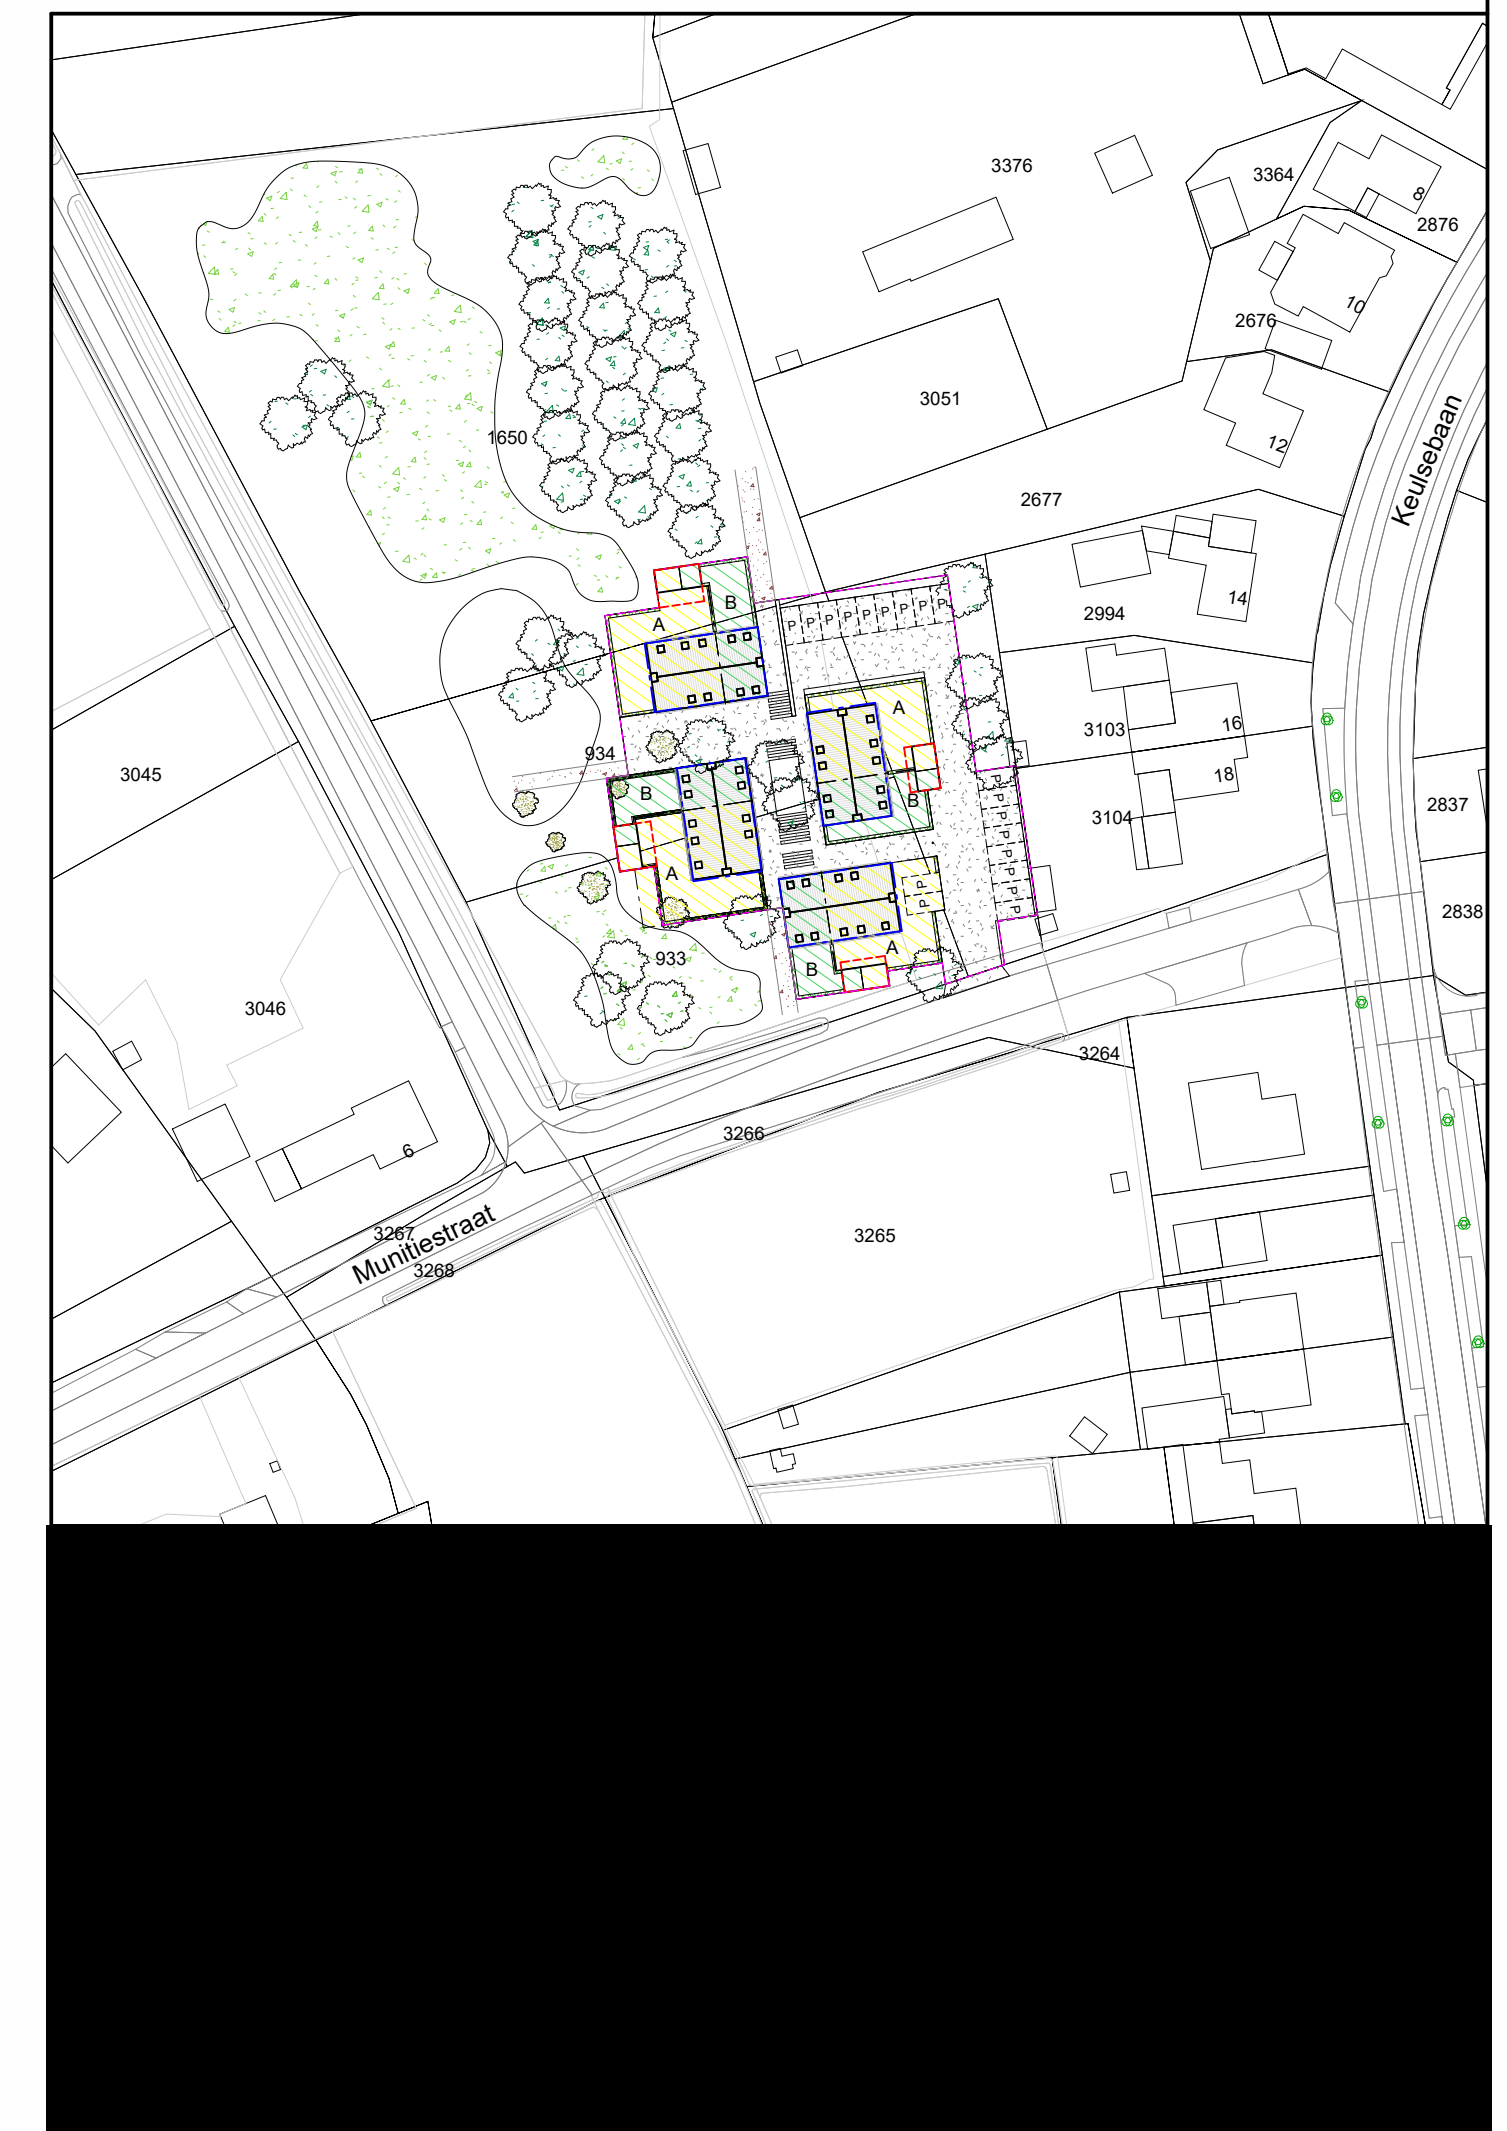 3376
3364
8
2876
10
2676
3051
12
1650
Keulsebaan
2677
B
P P P P P P P P P
14
2994
A
A
16
3103
934
3045
18
P
P
P
P
P
P
P
P
B
B
2837
3104
A
P
P
2838
A
933
B
3046
3264
3266
6
3267
Munitiestraat
3265
3268